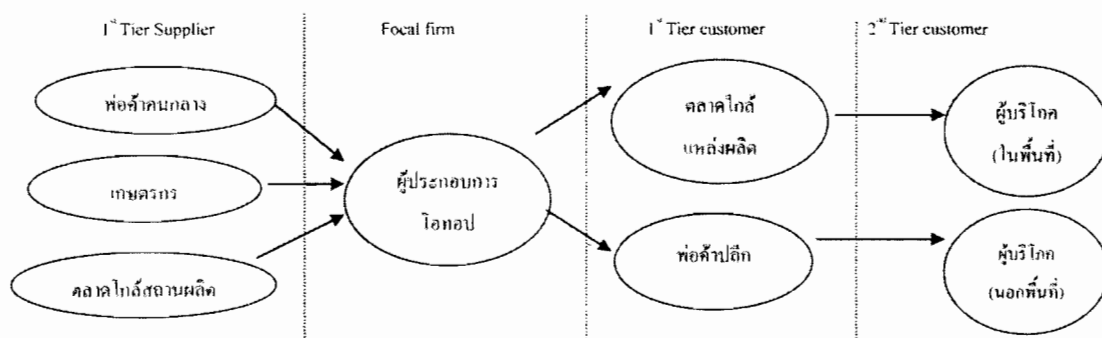 1st Tier Supplier
Focal firm
1st Tier customer
2nd Tier customer
พ่อค้าคนกลาง
เกษตรกร
ตลาดใกล้สถานผลิต
ผู้ประกอบการ
โอทอป
ตลาดใกล้
แหล่งผลิต
พ่อค้าปลีก
ผู้บริโภค
(ในพื้นที่)
ผู้บริโภค
(นอกพื้นที่)